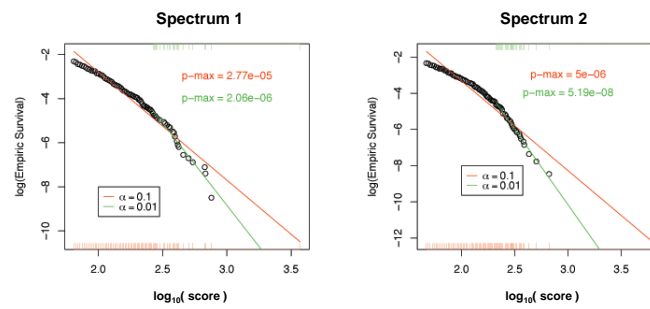 Spectrum 1
log(Empiric Survival)
-2
-4
-6
-8
-10
p-max = 2.77e-05
p-max = 2.06e-06
α = 0.1
α = 0.01
2.0 2.5 3.0 3.5
log10( score )
Spectrum 2
log(Empiric Survival)
-2
-4
-6
-8
-10
-12
p-max = 5e-06
p-max = 5.19e-08
α = 0.1
α = 0.01
2.0 2.5 3.0 3.5
log10( score )